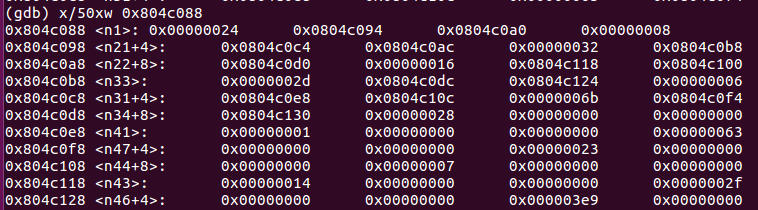 (gdb) x/50xw 0x804c088
0x804c088 <n1>: 0x00000024 0x0804c094 0x0804c0a0 0x00000008
0x804c098 <n21+4>: 0x0804c0c4 0x0804c0ac 0x00000032 0x0804c0b8
0x804c0a8 <n22+8>: 0x0804c0d0 0x00000016 0x0804c118 0x0804c100
0x804c0b8 <n33>: 0x0000002d 0x0804c0dc 0x0804c124 0x00000006
0x804c0c8 <n31+4>: 0x0804c0e8 0x0804c10c 0x0000006b 0x0804c0f4
0x804c0d8 <n34+8>: 0x0804c130 0x00000028 0x00000000 0x00000000
0x804c0e8 <n41>: 0x00000001 0x00000000 0x00000000 0x00000063
0x804c0f8 <n47+4>: 0x00000000 0x00000000 0x00000023 0x00000000
0x804c108 <n44+8>: 0x00000000 0x00000007 0x00000000 0x00000000
0x804c118 <n43>: 0x00000014 0x00000000 0x00000000 0x0000002f
0x804c128 <n46+4>: 0x00000000 0x00000000 0x000003e9 0x00000000